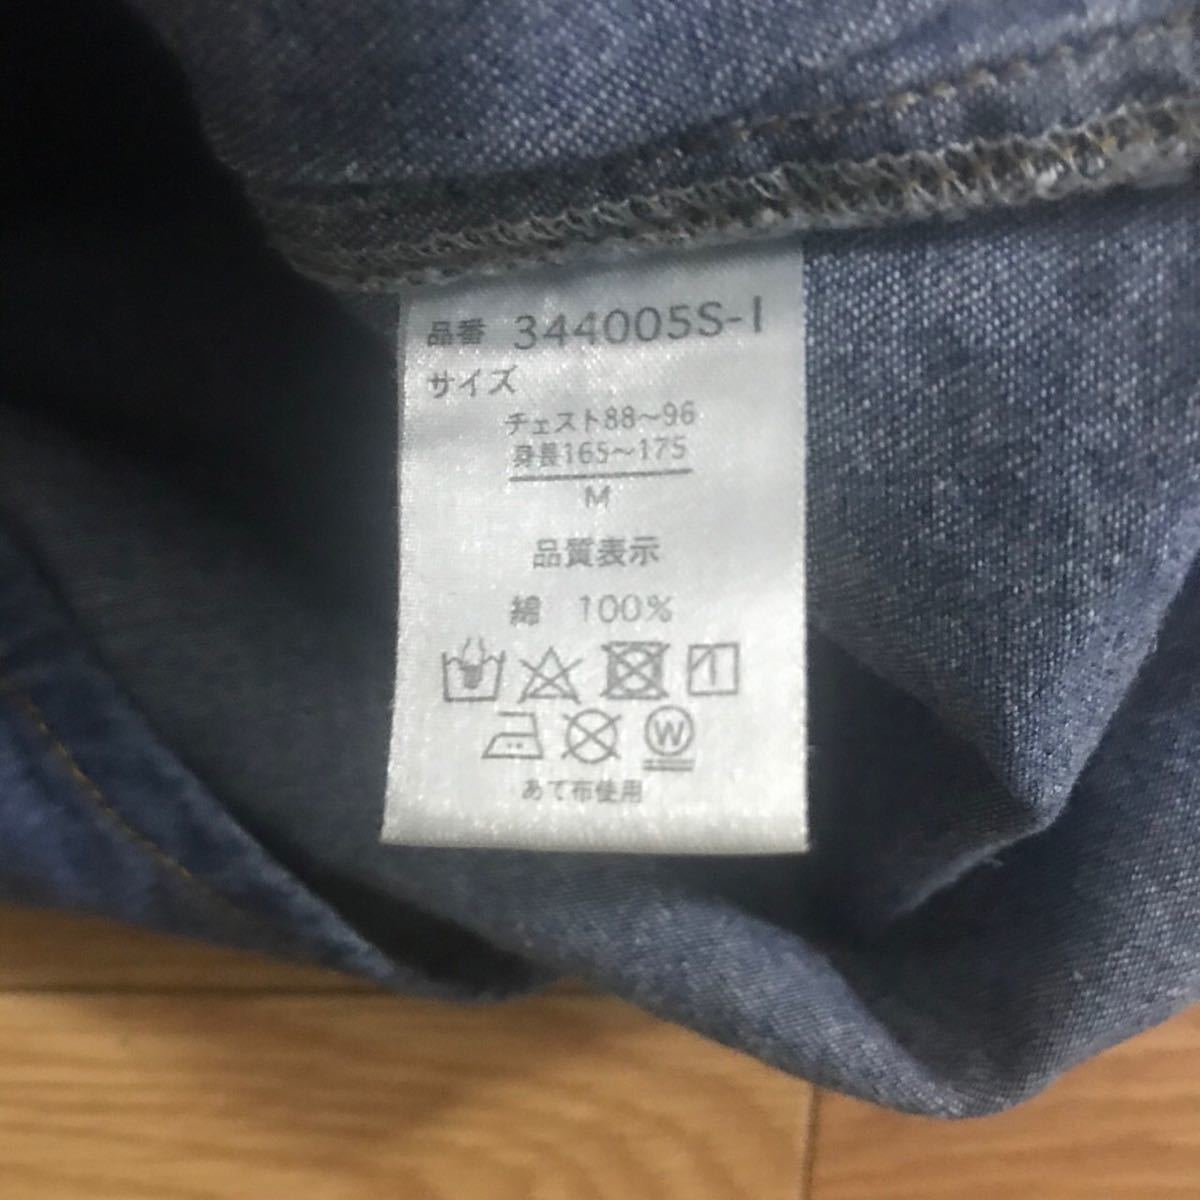 品番 344005S-1
サイズ
チェスト88～96
身長165～175
M
品質表示
綿 100%
W
あて布使用